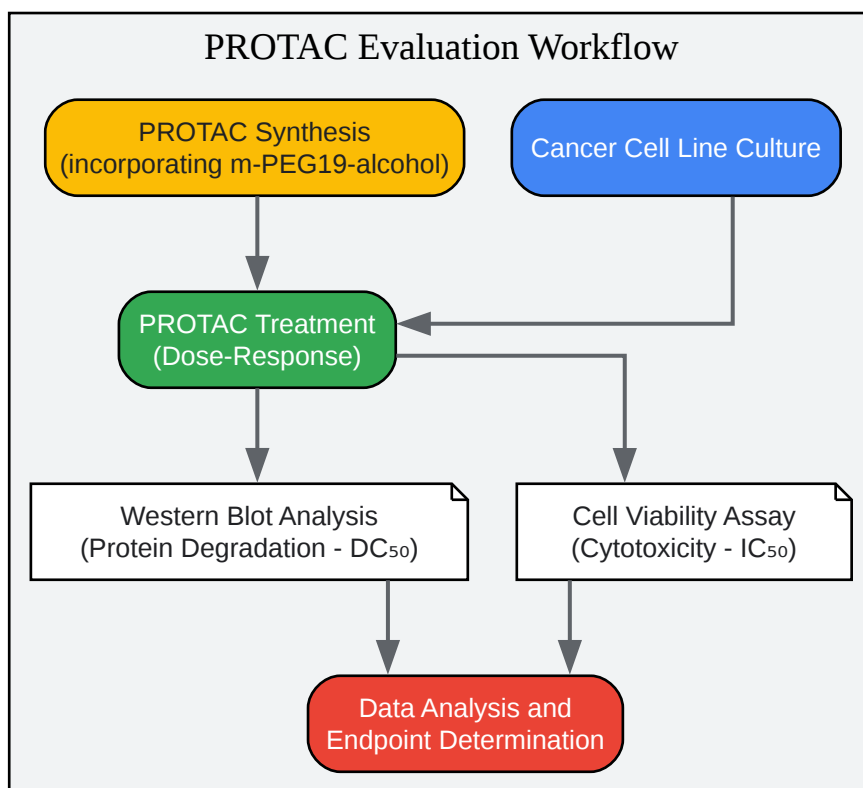 PROTAC Evaluation Workflow
PROTAC Synthesis
(incorporating m-PEG19-alcohol)
Cancer Cell Line Culture
PROTAC Treatment
(Dose-Response)
Western Blot Analysis
(Protein Degradation - DC₅₀)
Cell Viability Assay
(Cytotoxicity - IC₅₀)
Data Analysis and
Endpoint Determination